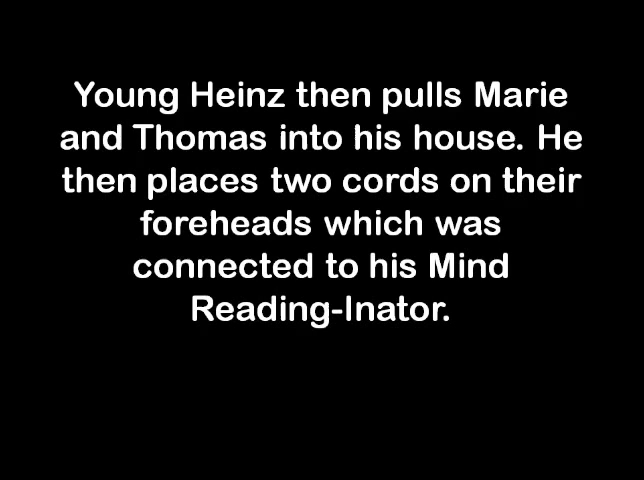 Young Heinz then pulls Marie
and Thomas into his house. He
then places two cords on their
foreheads which was
connected to his Mind
Reading-Inator.